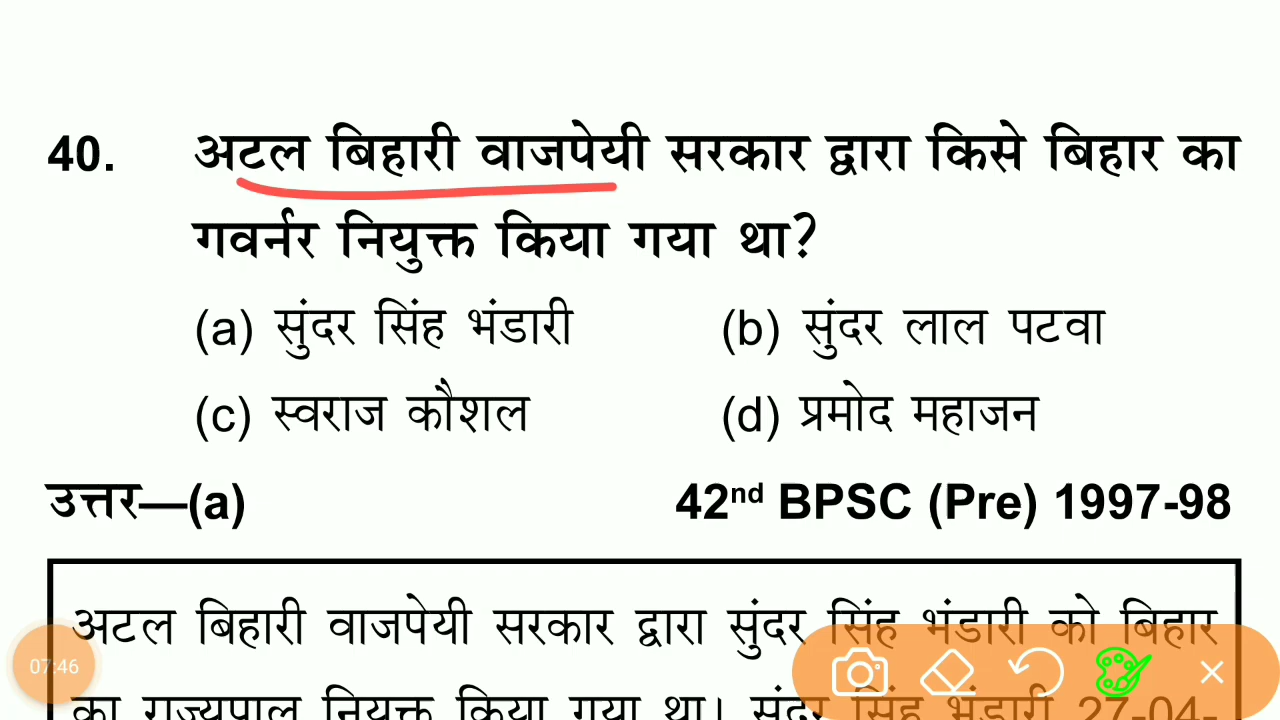 40. अटल बिहारी वाजपेयी सरकार द्वारा किसे बिहार का
गवर्नर नियुक्त किया गया था?
(a) सुंदर सिंह भंडारी (b) सुंदर लाल पटवा
(c) स्वराज कौशल (d) प्रमोद महाजन
उत्तर—(a) 42nd BPSC (Pre) 1997-98
अटल बिहारी वाजपेयी सरकार द्वारा सुंदर सिंह भंडारी को बिहार
07:46
का राज्यपाल नियुक्त किया गया था। सुंदर सिंह भंडारी 27-04-